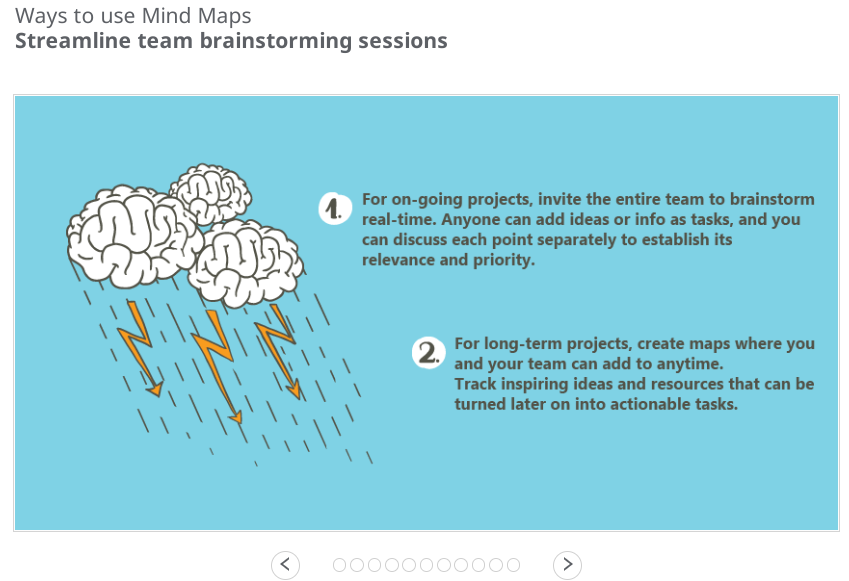 Ways to use Mind Maps
Streamline team brainstorming sessions
1. For on-going projects, invite the entire team to brainstorm
real-time. Anyone can add ideas or info as tasks, and you
can discuss each point separately to establish its
relevance and priority.
2. For long-term projects, create maps where you
and your team can add to anytime.
Track inspiring ideas and resources that can be
turned later on into actionable tasks.